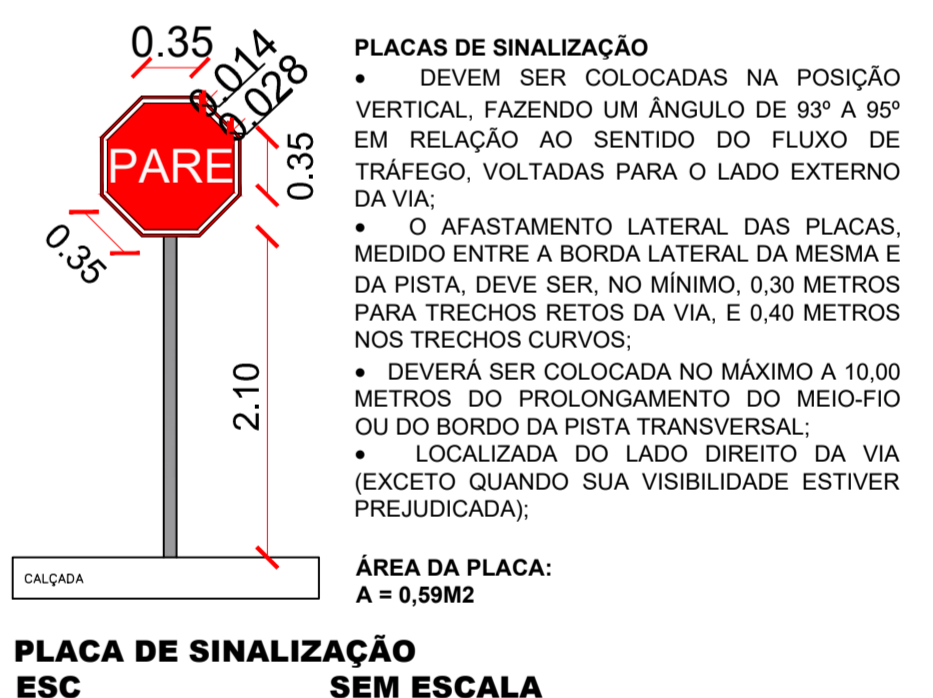 0.35
0.014
0.028
PARE
0.35
0.35
2.10
CALÇADA
PLACAS DE SINALIZAÇÃO
• DEVEM SER COLOCADAS NA POSIÇÃO
VERTICAL, FAZENDO UM ÂNGULO DE 93º A 95º
EM RELAÇÃO AO SENTIDO DO FLUXO DE
TRÁFEGO, VOLTADAS PARA O LADO EXTERNO
DA VIA;
• O AFASTAMENTO LATERAL DAS PLACAS,
MEDIDO ENTRE A BORDA LATERAL DA MESMA E
DA PISTA, DEVE SER, NO MÍNIMO, 0,30 METROS
PARA TRECHOS RETOS DA VIA, E 0,40 METROS
NOS TRECHOS CURVOS;
• DEVERÁ SER COLOCADA NO MÁXIMO A 10,00
METROS DO PROLONGAMENTO DO MEIO-FIO
OU DO BORDO DA PISTA TRANSVERSAL;
• LOCALIZADA DO LADO DIREITO DA VIA
(EXCETO QUANDO SUA VISIBILIDADE ESTIVER
PREJUDICADA);
ÁREA DA PLACA:
A = 0,59M2
PLACA DE SINALIZAÇÃO
ESC SEM ESCALA